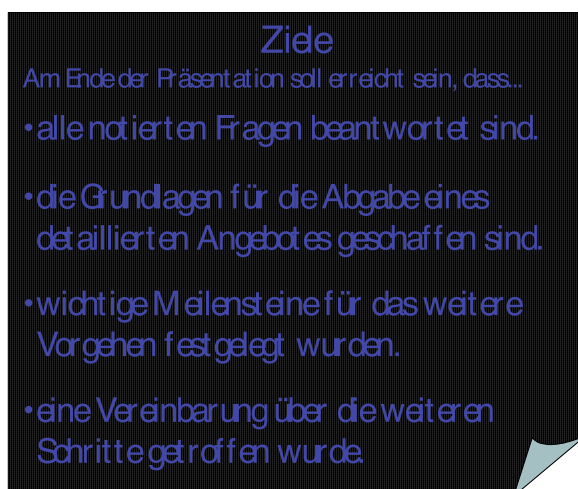 Ziele
Am Ende der Präsentation soll erreicht sein, dass...
•alle notierten Fragen beantwortet sind.
•die Grundlagen für die Abgabe eines
detaillierten Angebotes geschaffen sind.
•wichtige Meilensteine für das weitere
Vorgehen festgelegt wurden.
•eine Vereinbarung über die weiteren
Schritte getroffen wurde.